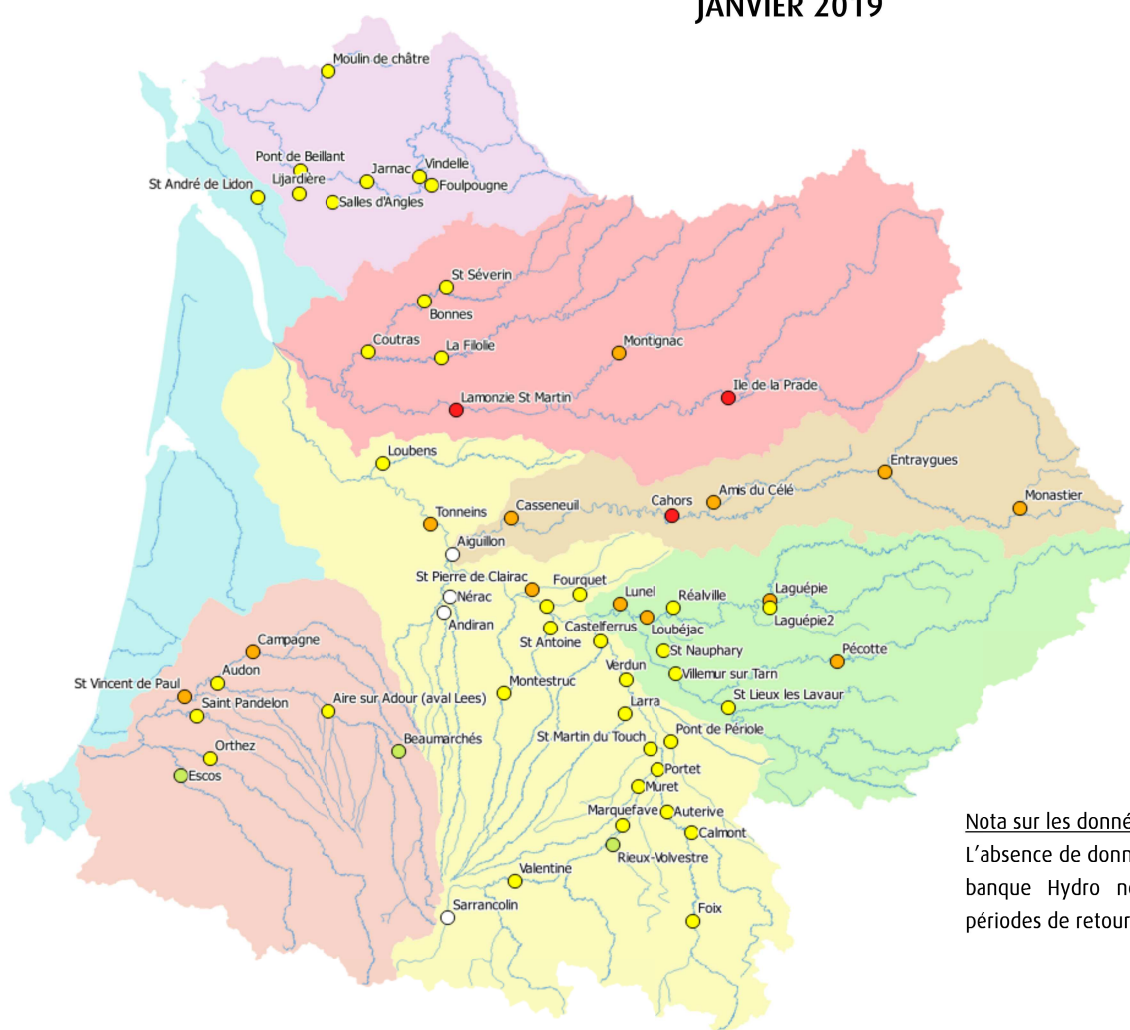 JANVIER 2019
Moulin de châtre
Pont de Beillant
Vindelle
Jarnac
Lijardière
St André de Lidon
Foulpougne
Salles d'Angles
St Séverin
Bonnes
Coutras
La Filolie
Montignac
Ile de la Prade
Lamonzie St Martin
Loubens
Entraygues
Amis du Célé
Monastier
Cahors
Casseneuil
Tonneins
Aiguillon
St Pierre de Clairac
Fourquet
Lunel
Réalville
Laguépie
Nérac
Andiran
Laguépie2
Castelferrus
Loubéjac
St Antoine
Campagne
St Nauphary
Pécotte
Verdun
Villemur sur Tarn
Audon
St Vincent de Paul
Montestruc
St Lieux les Lavaur
Saint Pandelon
Aire sur Adour (aval Lees)
Larra
Pont de Périole
St Martin du Touch
Beaumarchés
Orthez
Escos
Portet
Muret
Marquefave
Auterive
Calmont
Rieux-Volvestre
Valentine
Sarrancolin
Foix
Nota sur les donné
L'absence de donn
banque Hydro n
périodes de retour